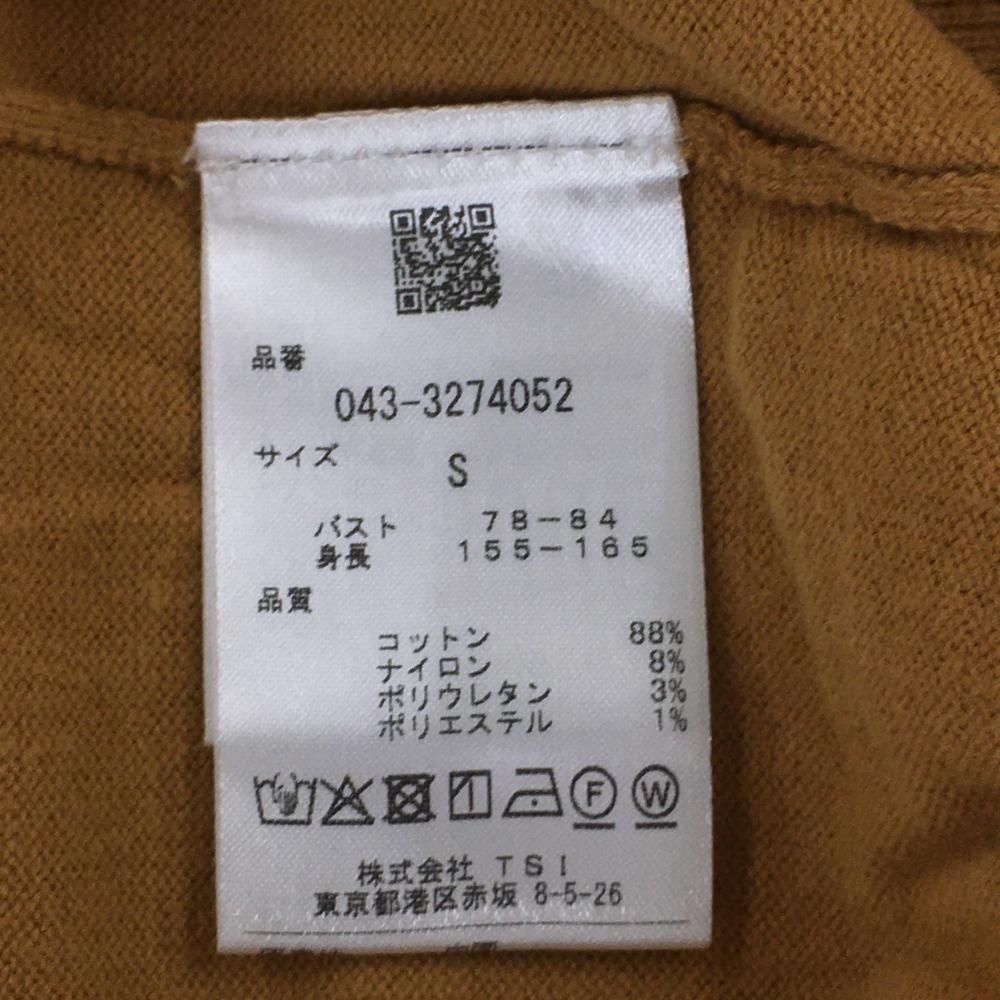 品番
043-3274052
サイズ
S
バスト 78-84
身長 155-165
品質
コットン 88%
ナイロン 8%
ポリウレタン 3%
ポリエステル 1%
F W
株式会社 TSI
東京都港区赤坂 8-5-26